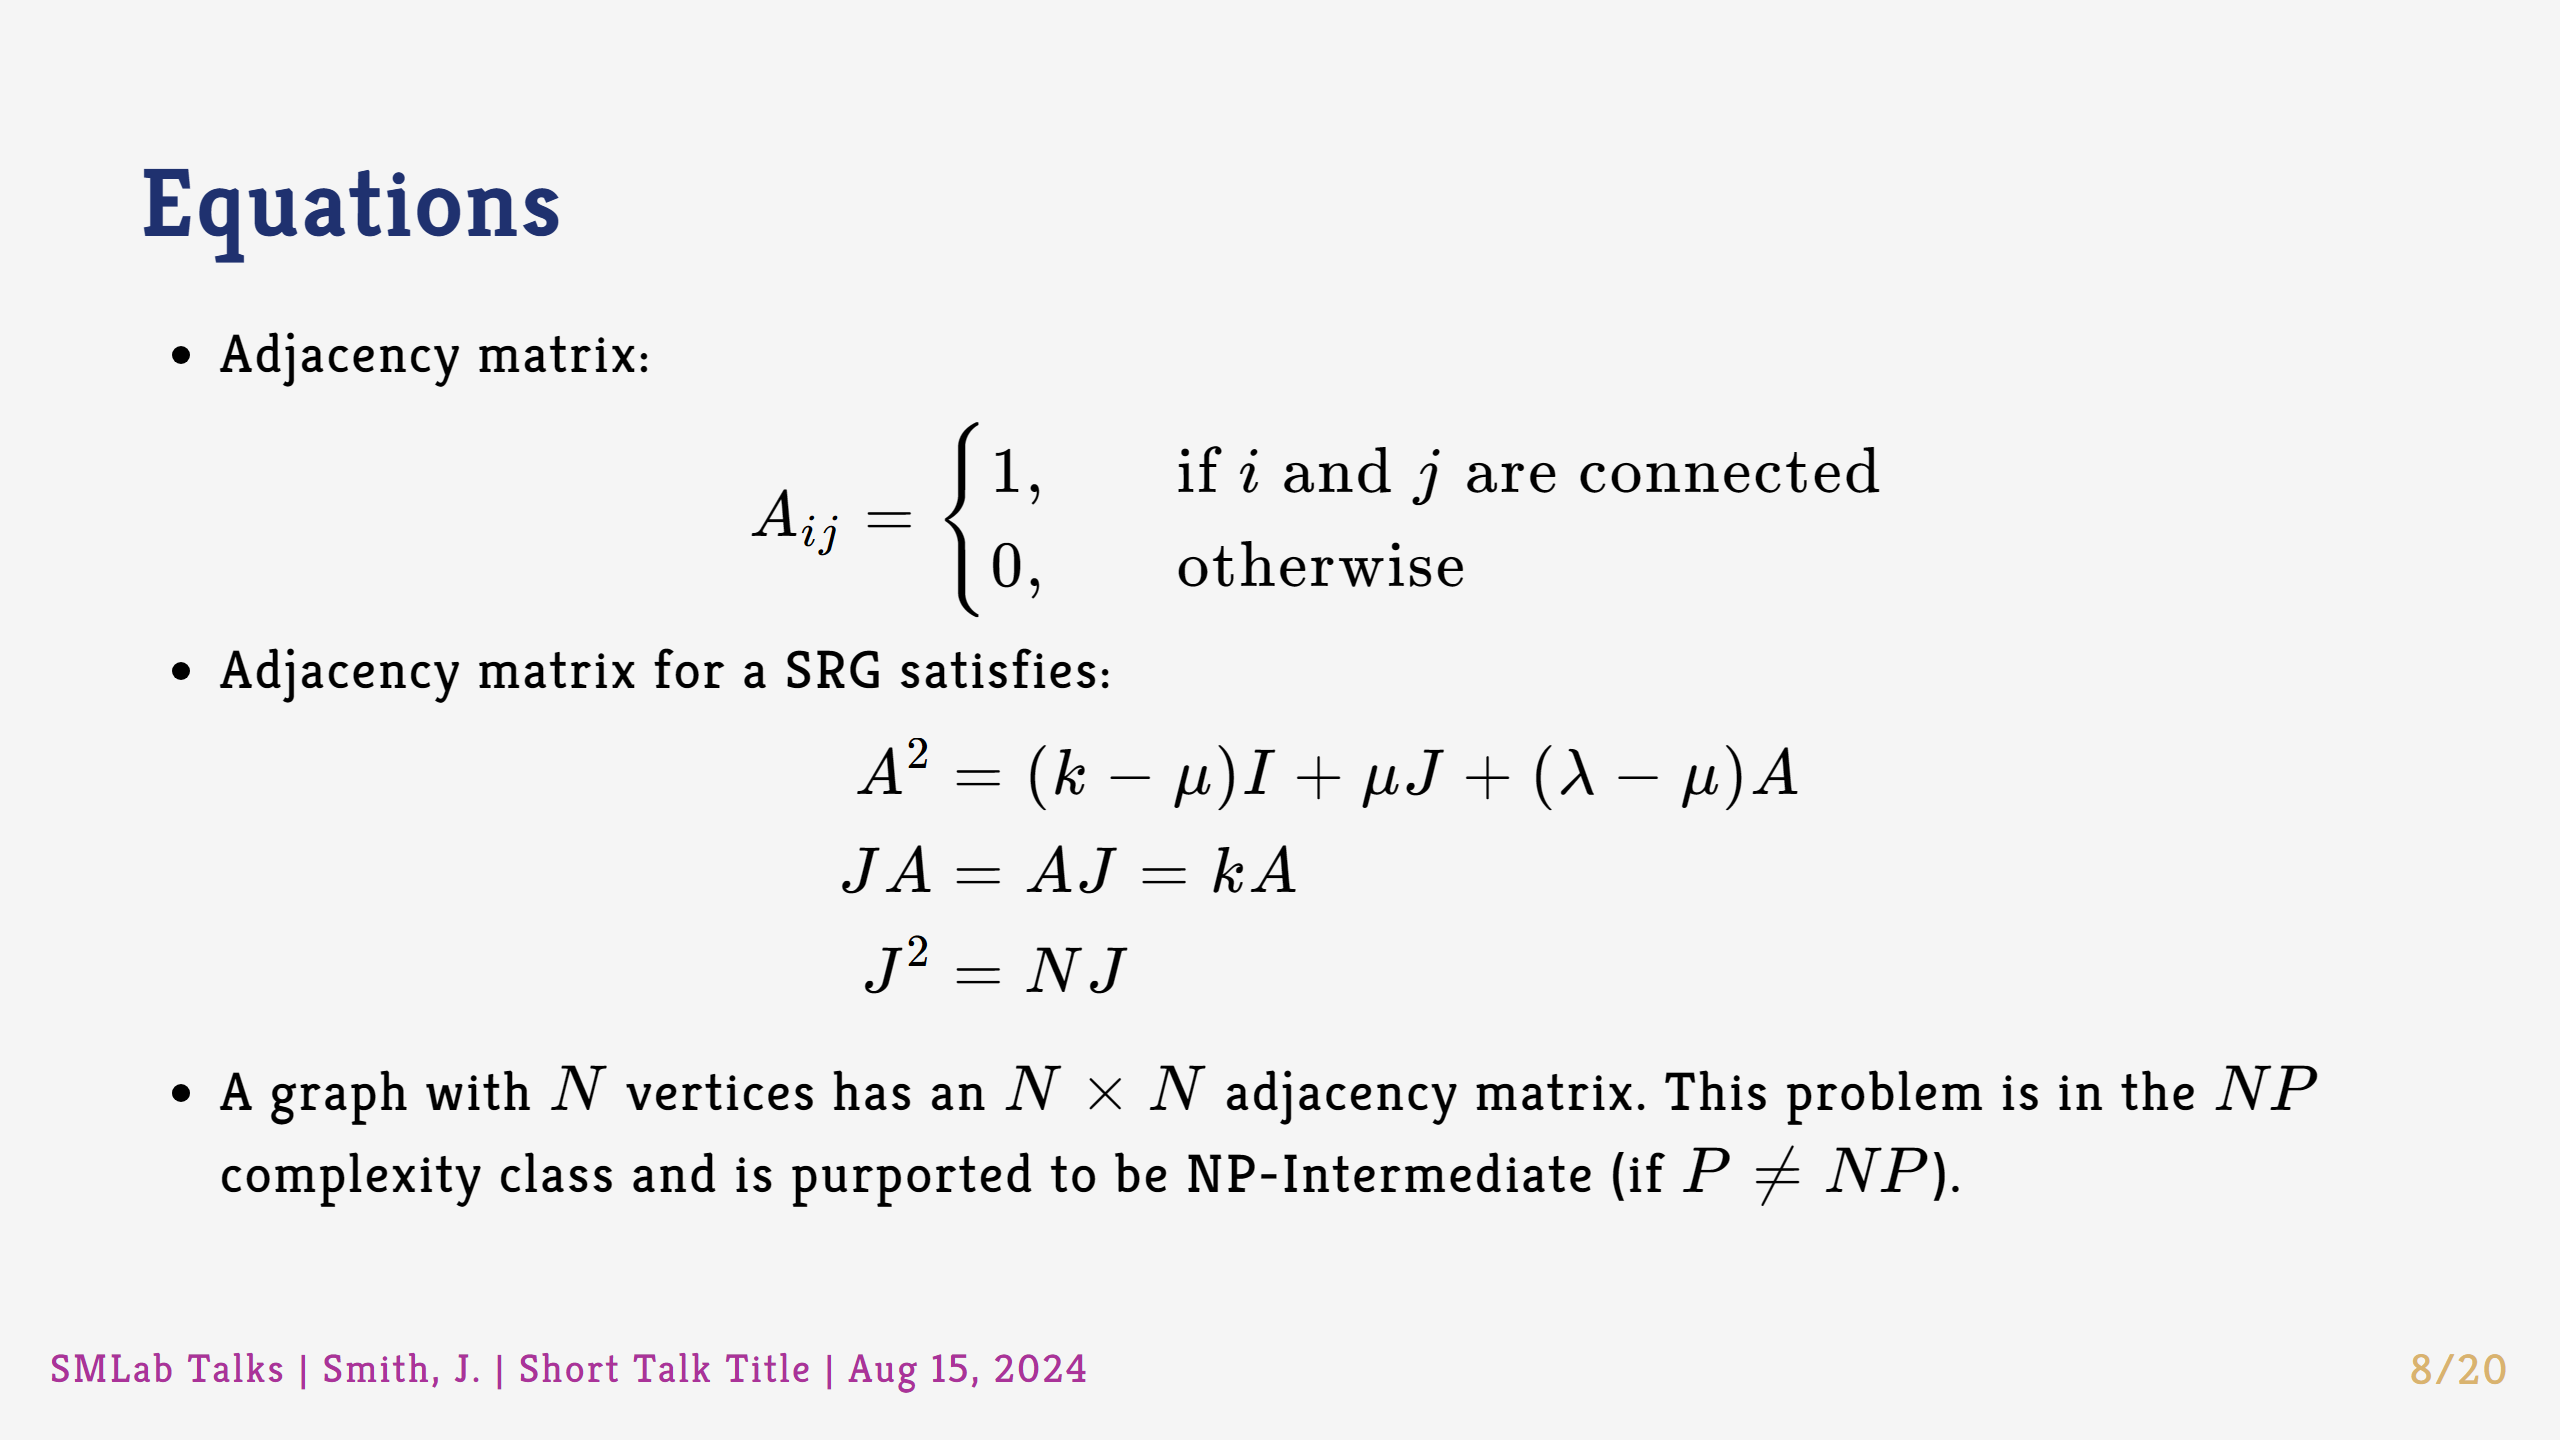 Equations
• Adjacency matrix:
A_{ij} = { 1, if i and j are connected
0, otherwise
• Adjacency matrix for a SRG satisfies:
A² = (k − μ)I + μJ + (λ − μ)A
JA = AJ = kA
J² = NJ
• A graph with N vertices has an N × N adjacency matrix. This problem is in the NP
complexity class and is purported to be NP-Intermediate (if P ≠ NP).
SMLab Talks | Smith, J. | Short Talk Title | Aug 15, 2024
8/20